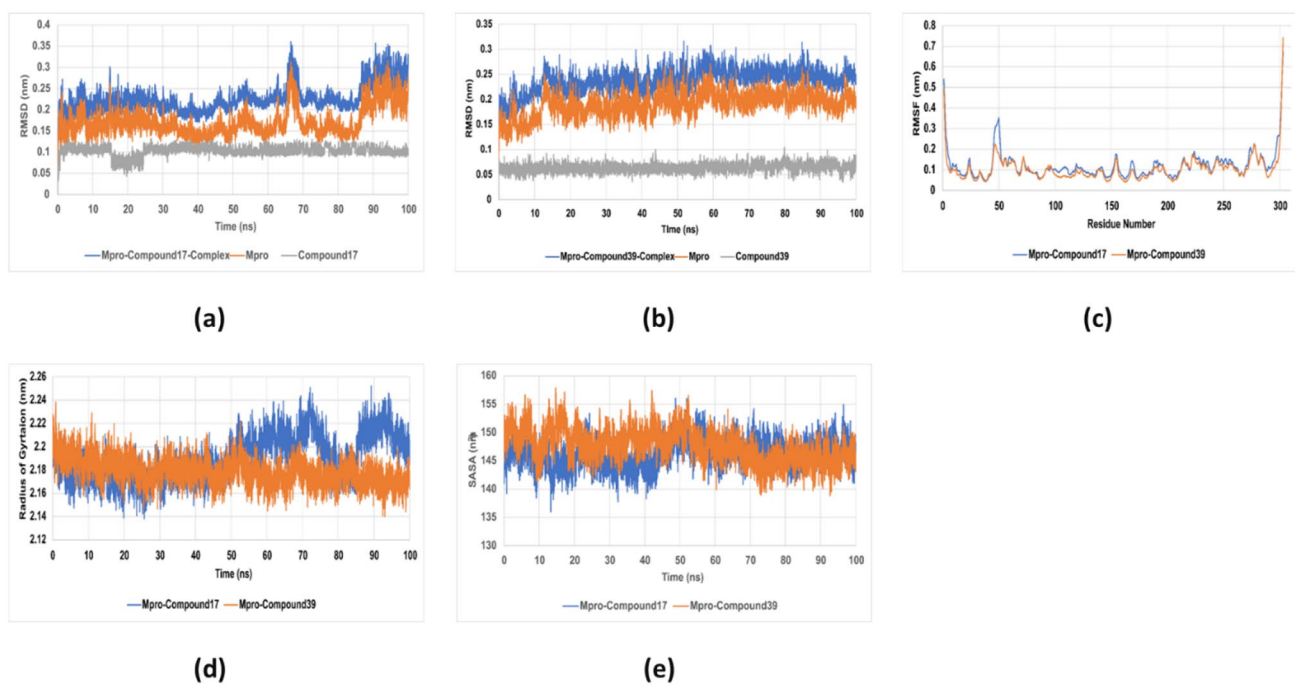 0.4
0.35
0.3
0.25
0.2
0.15
0.1
0.05
0
RMSD (nm)
0 10 20 30 40 50 60 70 80 90 100
Time (ns)
Mpro-Compound17-Complex Mpro Compound17
(a)
0.35
0.3
0.25
0.2
0.15
0.1
0.05
0
RMSD (nm)
0 10 20 30 40 50 60 70 80 90 100
TIme (ns)
Mpro-Compound39-Complex Mpro Compound39
(b)
0.8
0.7
0.6
0.5
0.4
0.3
0.2
0.1
0
RMSF (nm)
0 50 100 150 200 250 300
Residue Number
Mpro-Compound17 Mpro-Compound39
(c)
2.26
2.24
2.22
2.2
2.18
2.16
2.14
2.12
Radius of Gyrtaion (nm)
0 10 20 30 40 50 60 70 80 90 100
Time (ns)
Mpro-Compound17 Mpro-Compound39
(d)
160
155
150
145
140
135
130
SASA
0 10 20 30 40 50 60 70 80 90 100
Time (ns)
Mpro-Compound17 Mpro-Compound39
(e)